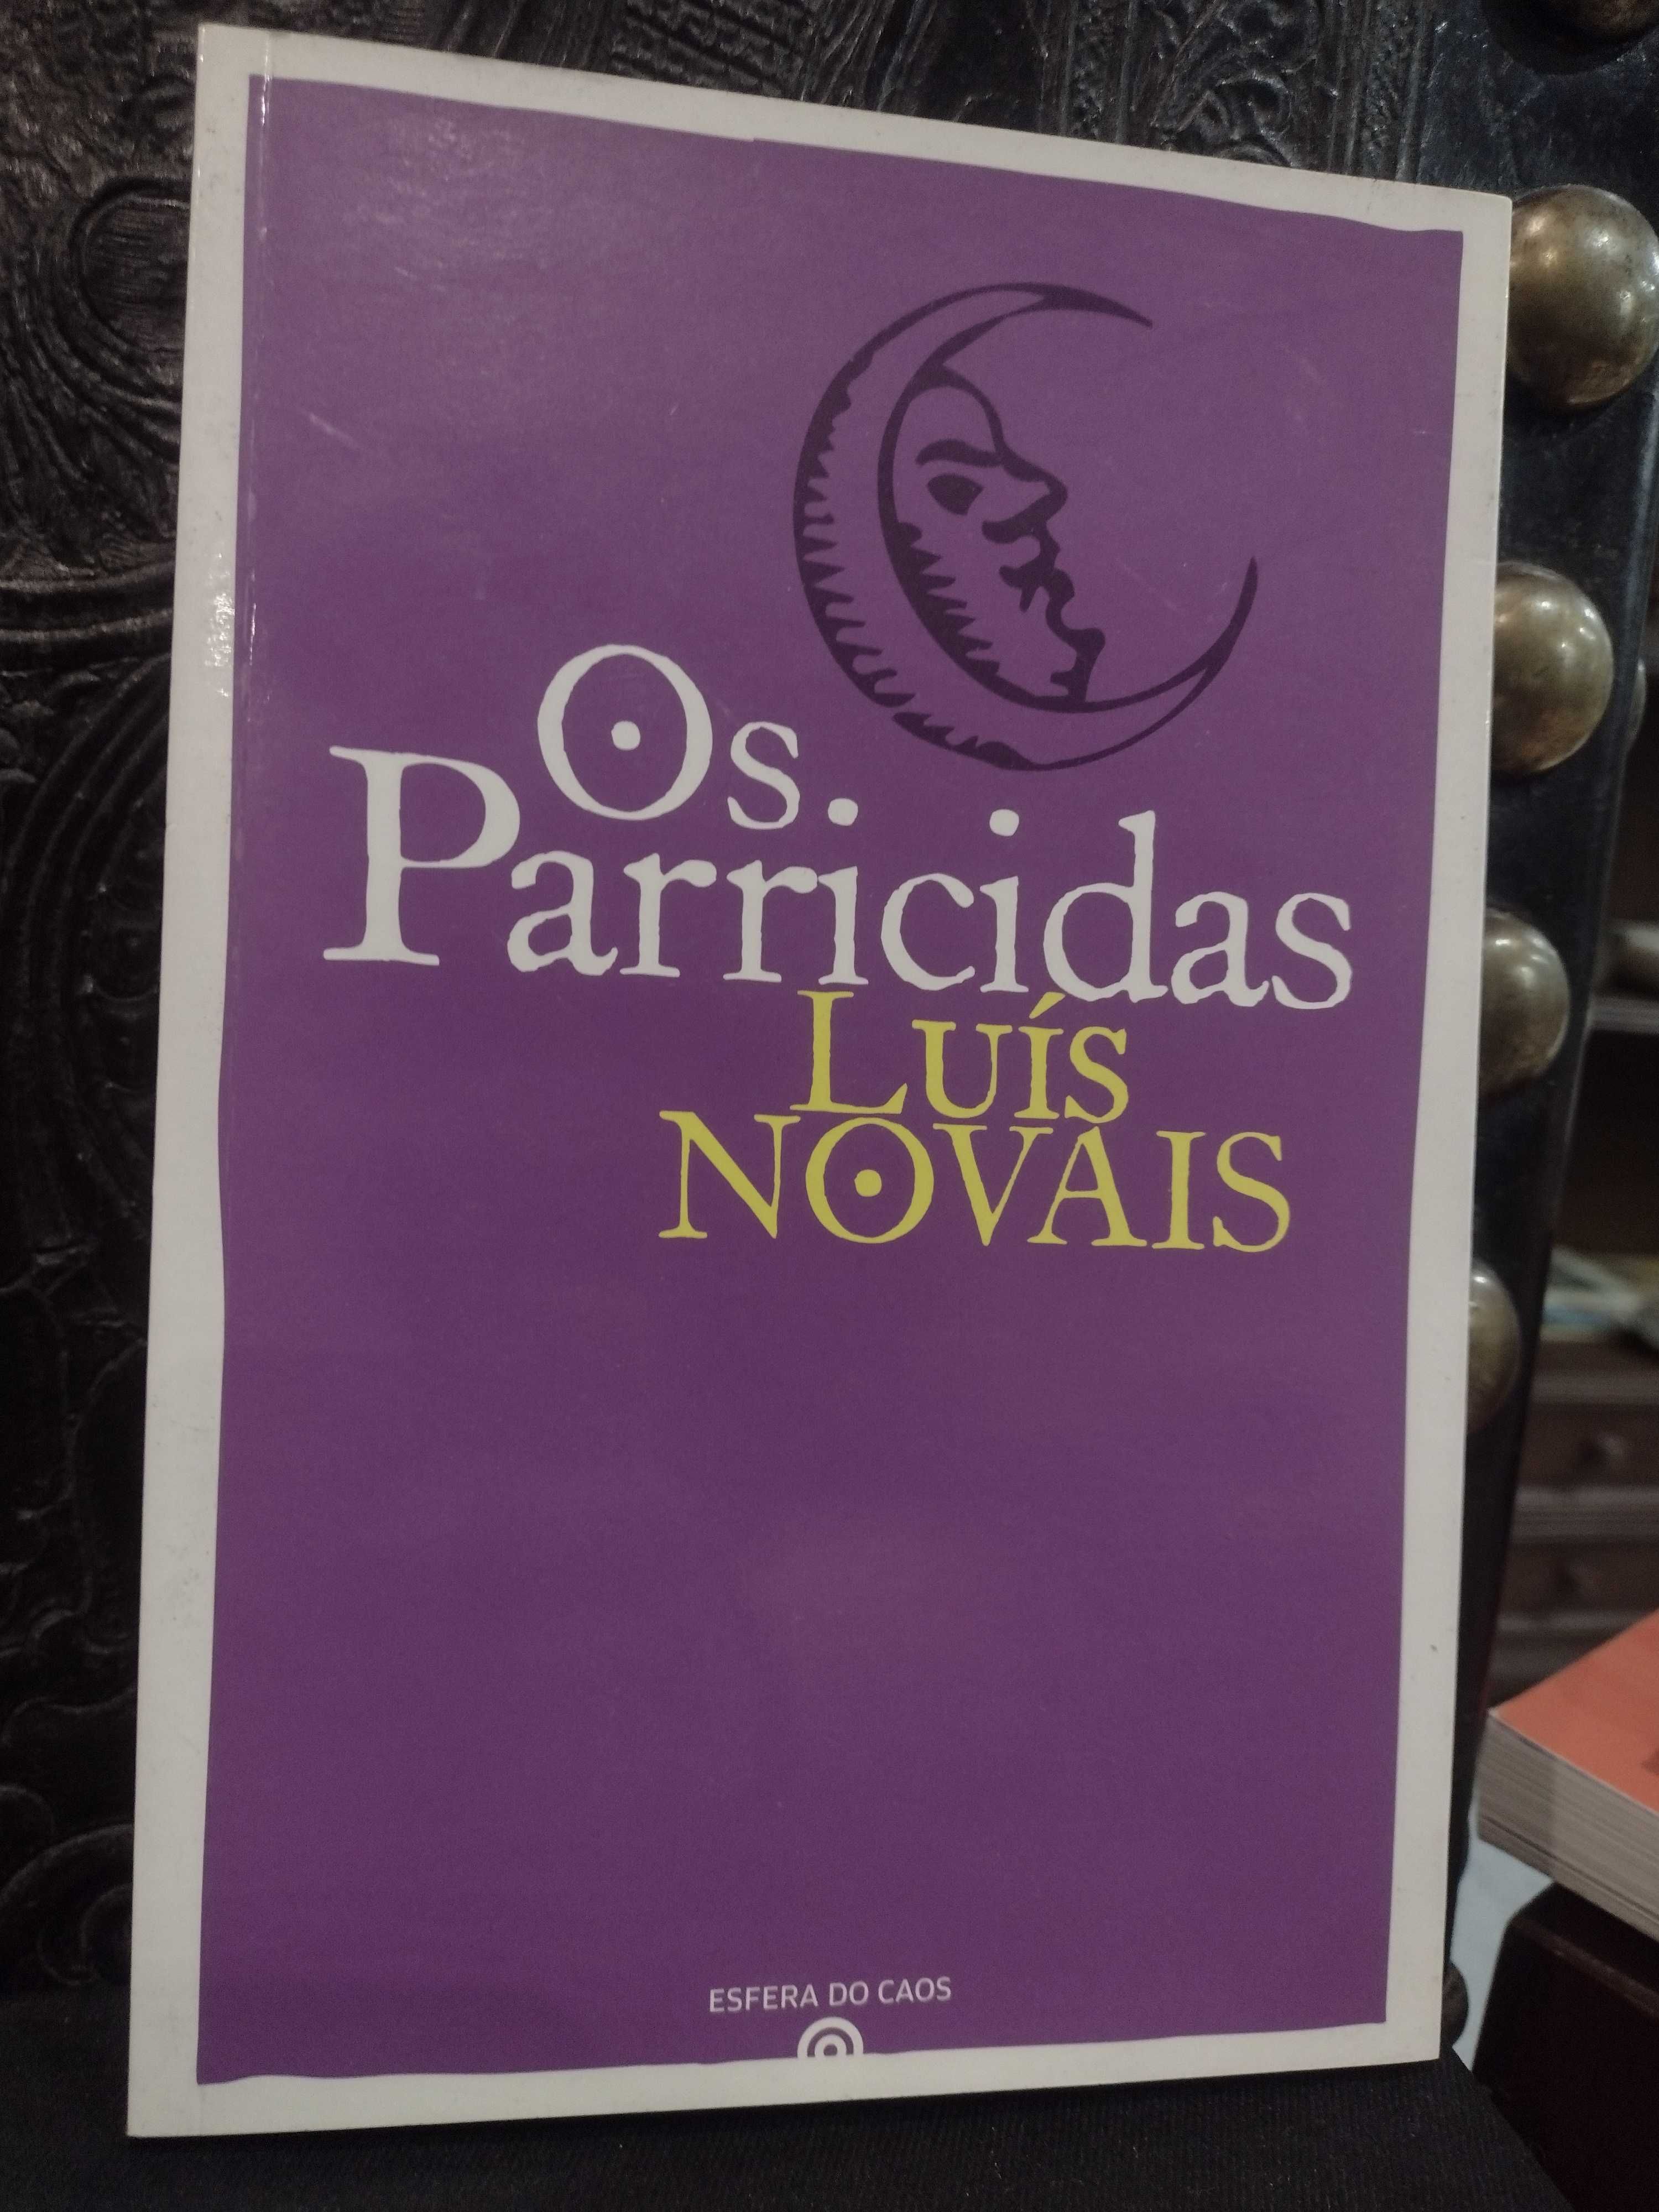 Os
Parricidas
Luís
NOVAIS
ESFERA DO CAOS